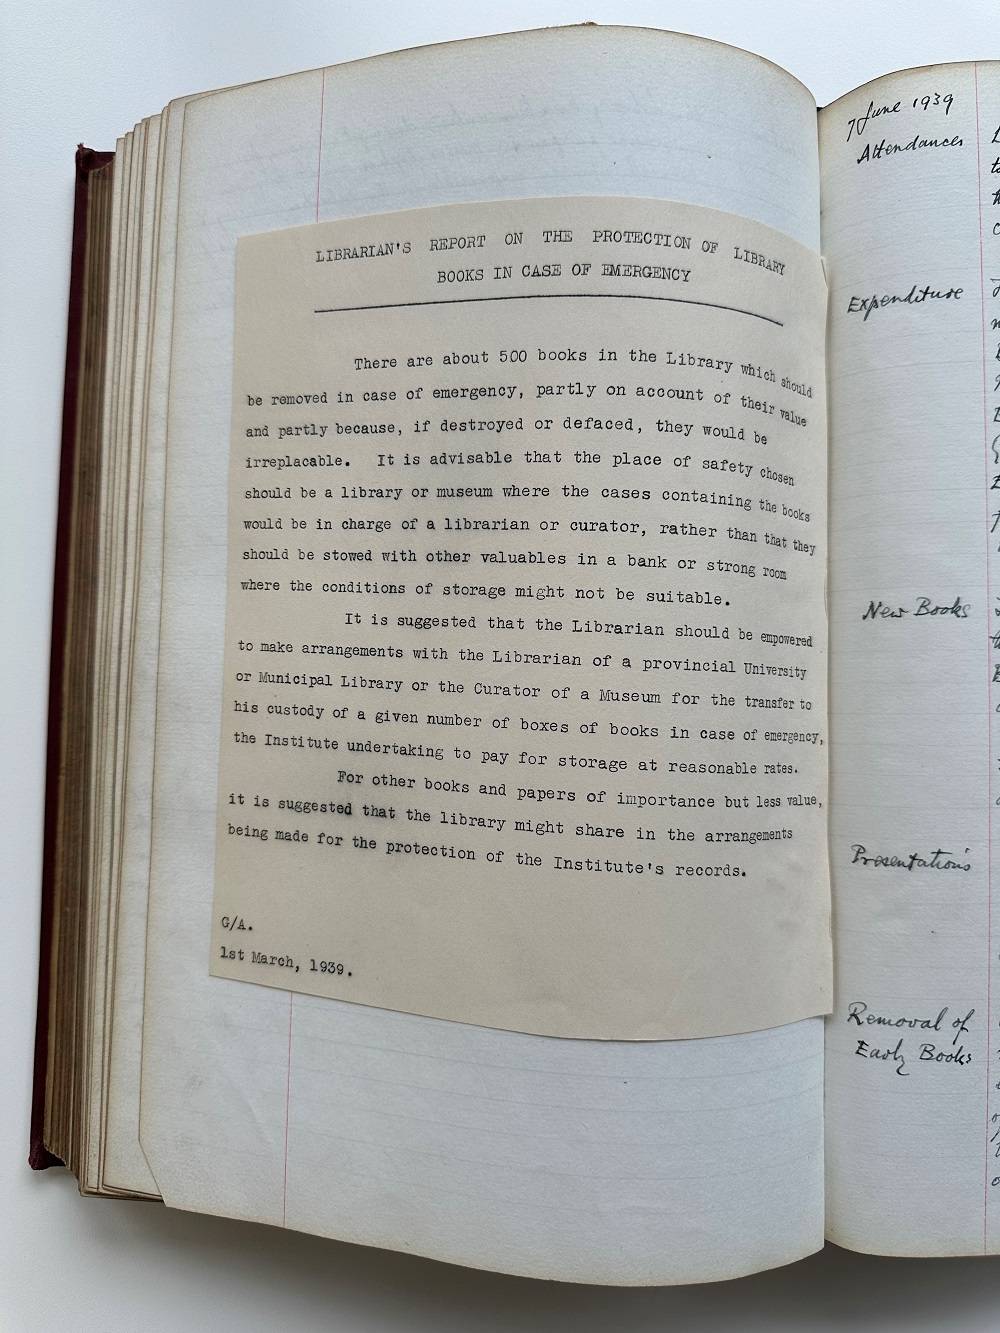 LIBRARIAN'S REPORT ON THE PROTECTION OF LIBRARY
BOOKS IN CASE OF EMERGENCY
There are about 500 books in the Library which should
be removed in case of emergency, partly on account of their value
and partly because, if destroyed or defaced, they would be
irreplacable. It is advisable that the place of safety chosen
should be a library or museum where the cases containing the books
would be in charge of a librarian or curator, rather than that they
should be stowed with other valuables in a bank or strong room
where the conditions of storage might not be suitable.
It is suggested that the Librarian should be empowered
to make arrangements with the Librarian of a provincial University
or Municipal Library or the Curator of a Museum for the transfer to
his custody of a given number of boxes of books in case of emergency,
the Institute undertaking to pay for storage at reasonable rates.
For other books and papers of importance but less value,
it is suggested that the library might share in the arrangements
being made for the protection of the Institute's records.
G/A.
1st March, 1939.
7 June 1939
Attendances
Expenditure
New Books
Presentations
Removal of
Early Books